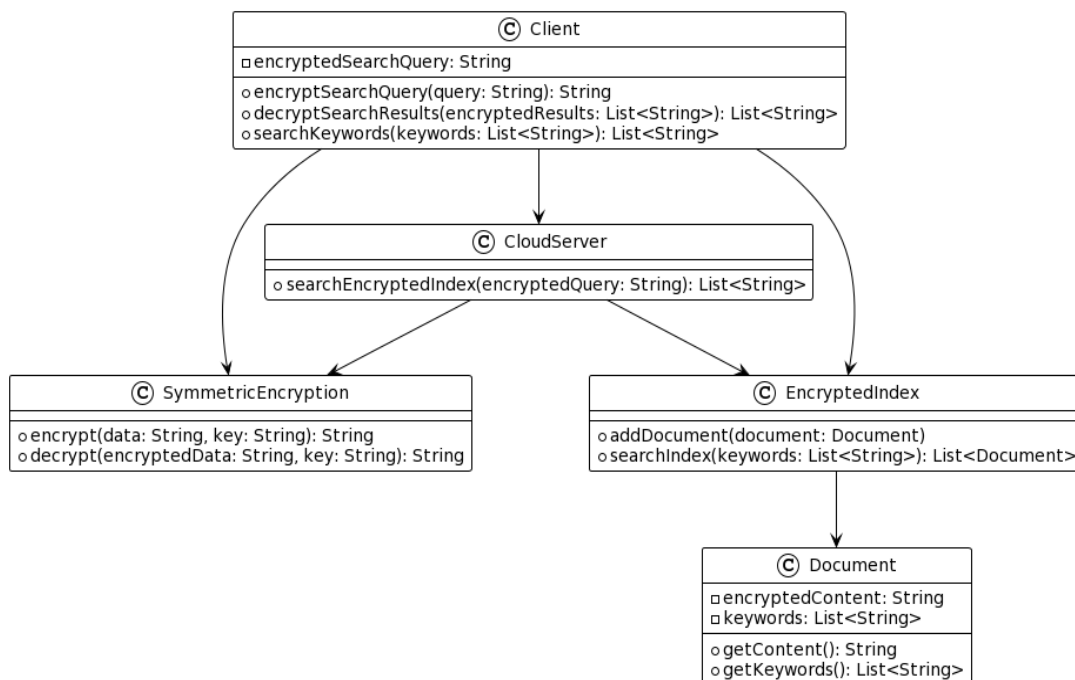 C Client
encryptedSearchQuery: String
encryptSearchQuery(query: String): String
decryptSearchResults(encryptedResults: List<String>): List<String>
searchKeywords(keywords: List<String>): List<String>
C CloudServer
searchEncryptedIndex(encryptedQuery: String): List<String>
C SymmetricEncryption
encrypt(data: String, key: String): String
decrypt(encryptedData: String, key: String): String
C EncryptedIndex
addDocument(document: Document)
searchIndex(keywords: List<String>): List<Document>
C Document
encryptedContent: String
keywords: List<String>
getContent(): String
getKeywords(): List<String>